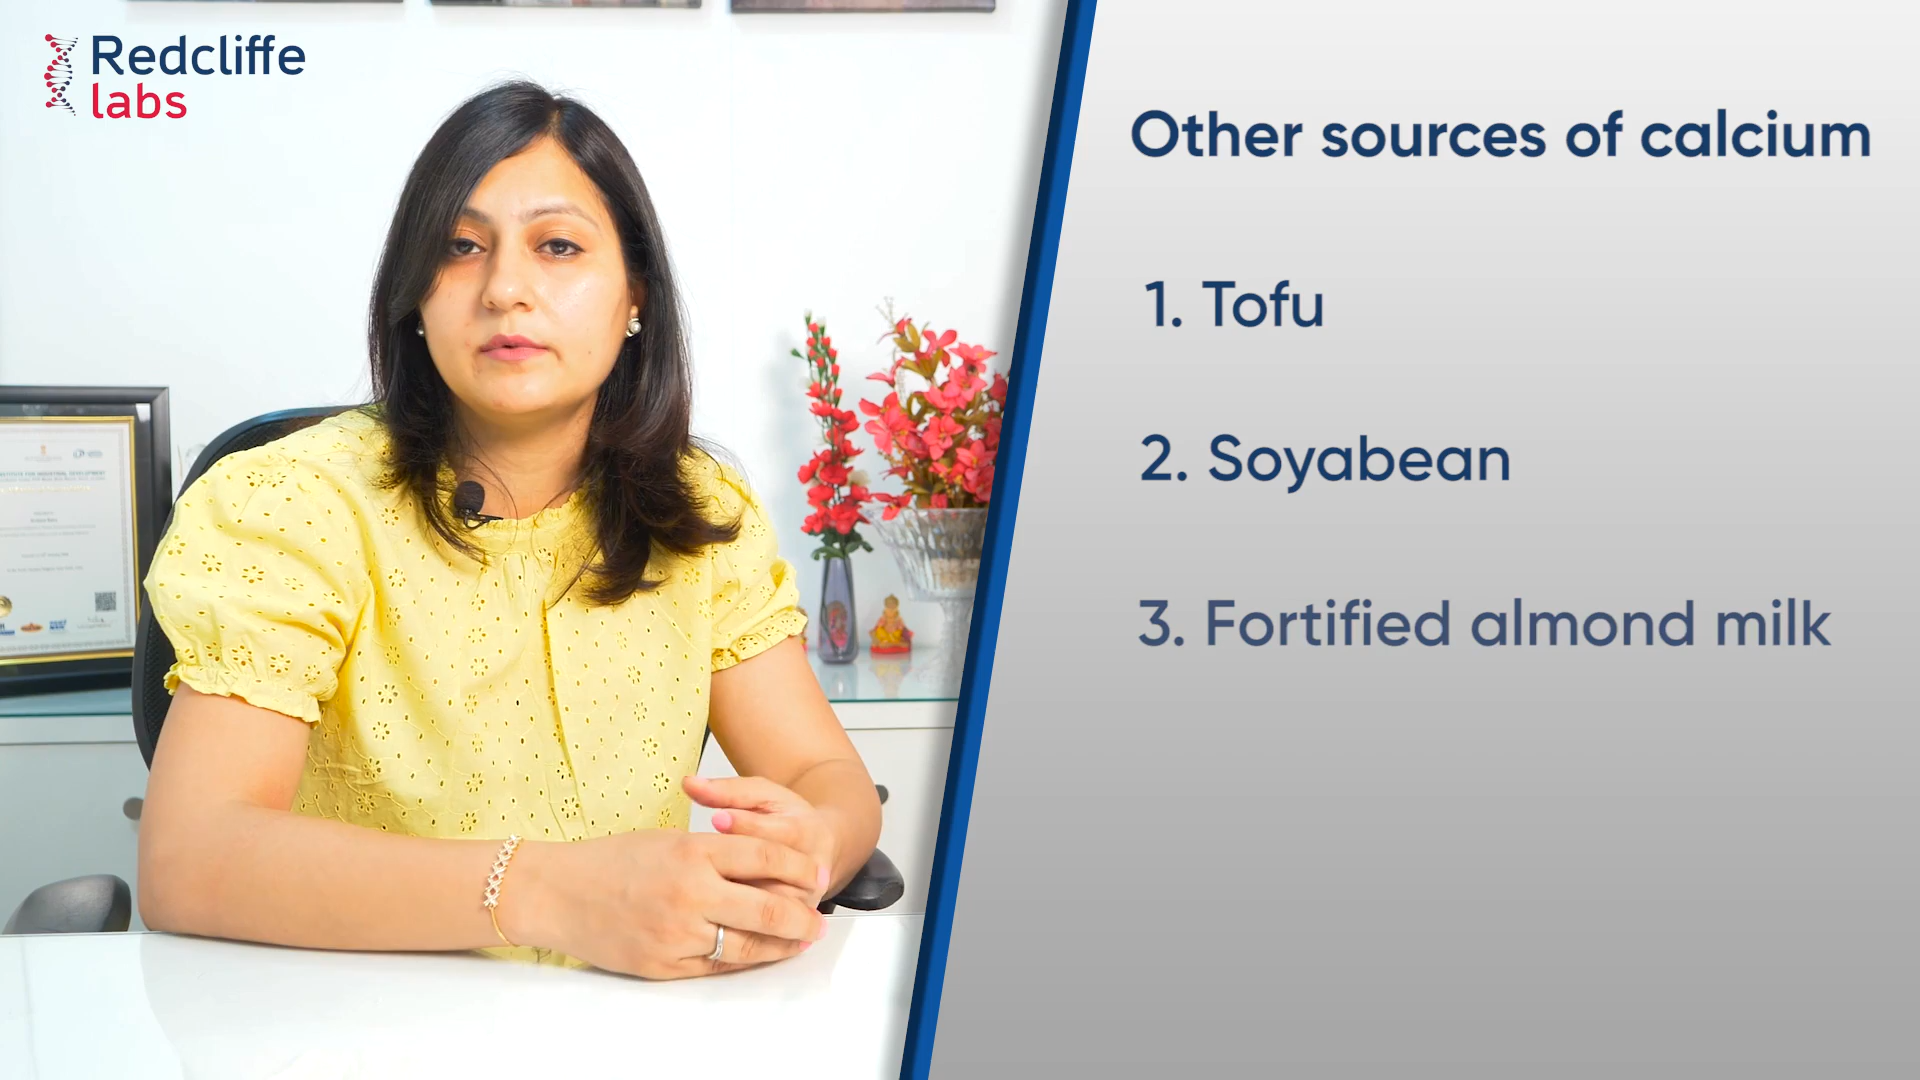 Redcliffe
labs
Other sources of calcium
1. Tofu
2. Soyabean
3. Fortified almond milk